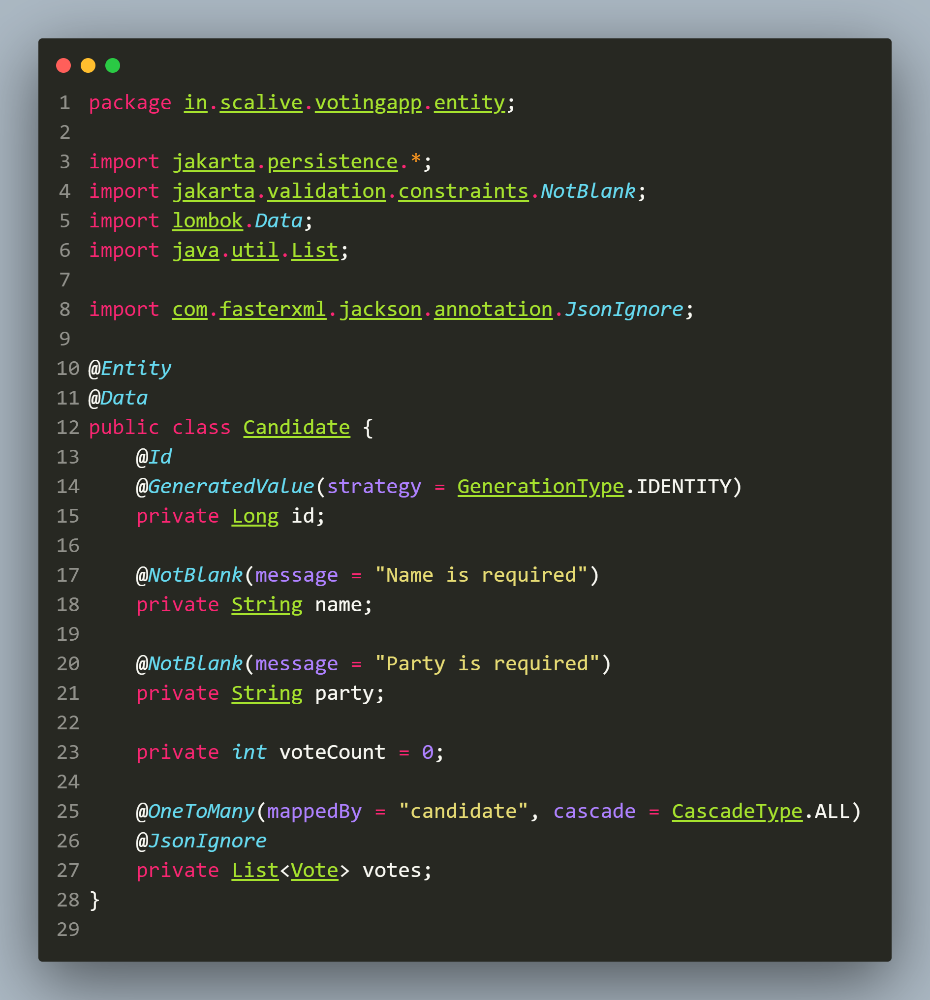 1 package in.scalive.votingapp.entity;
2
3 import jakarta.persistence.*;
4 import jakarta.validation.constraints.NotBlank;
5 import lombok.Data;
6 import java.util.List;
7
8 import com.fasterxml.jackson.annotation.JsonIgnore;
9
10 @Entity
11 @Data
12 public class Candidate {
13     @Id
14     @GeneratedValue(strategy = GenerationType.IDENTITY)
15     private Long id;
16
17     @NotBlank(message = "Name is required")
18     private String name;
19
20     @NotBlank(message = "Party is required")
21     private String party;
22
23     private int voteCount = 0;
24
25     @OneToMany(mappedBy = "candidate", cascade = CascadeType.ALL)
26     @JsonIgnore
27     private List<Vote> votes;
28 }
29